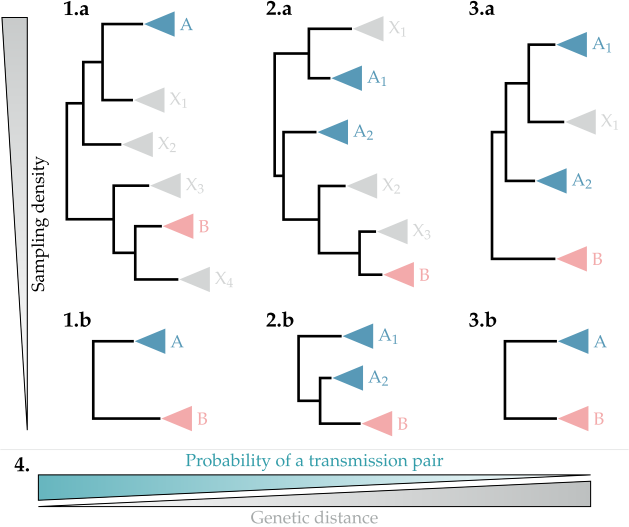 1.a
2.a
3.a
A
X1
X2
X3
B
X4
X1
A1
A2
X2
X3
B
A1
X1
A2
B
Sampling density
1.b
2.b
3.b
A
B
A1
A2
B
A
B
4.
Probability of a transmission pair
Genetic distance